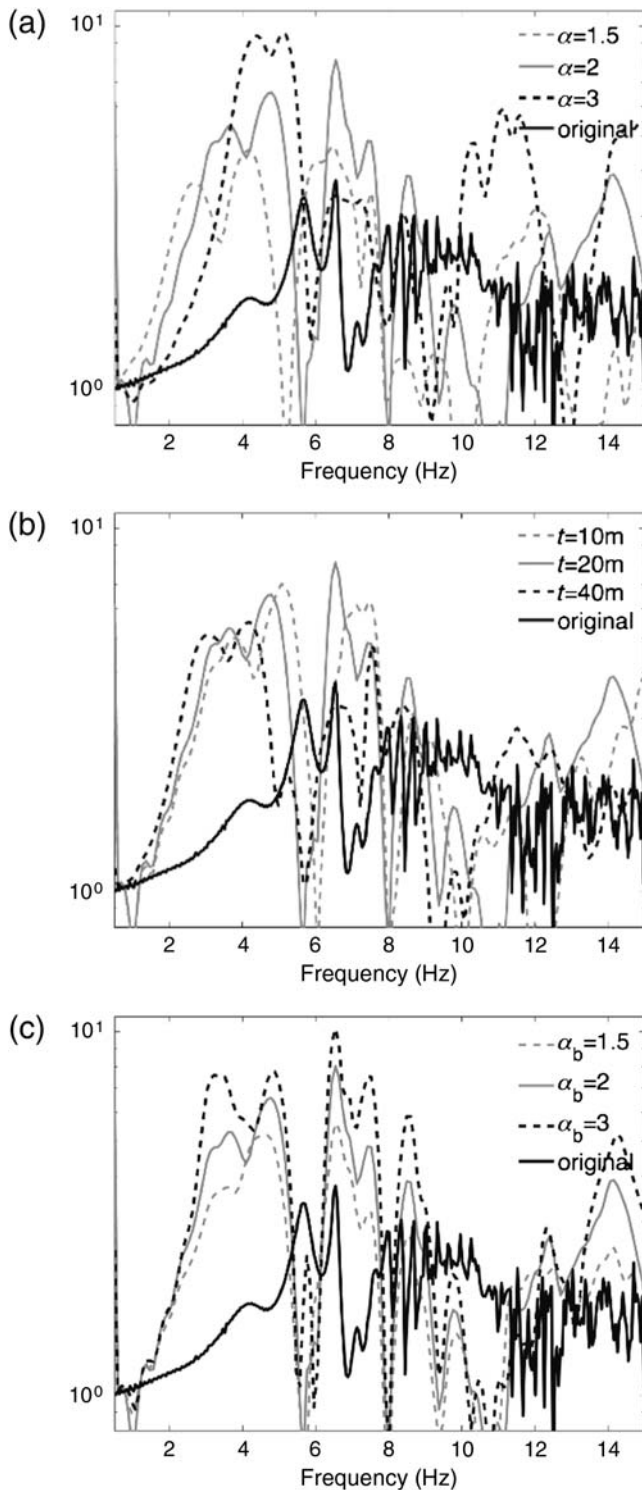 (a)
10¹
α=1.5
α=2
α=3
original
10⁰
2 4 6 8 10 12 14
Frequency (Hz)
(b)
10¹
t=10m
t=20m
t=40m
original
10⁰
2 4 6 8 10 12 14
Frequency (Hz)
(c)
10¹
α_b=1.5
α_b=2
α_b=3
original
10⁰
2 4 6 8 10 12 14
Frequency (Hz)